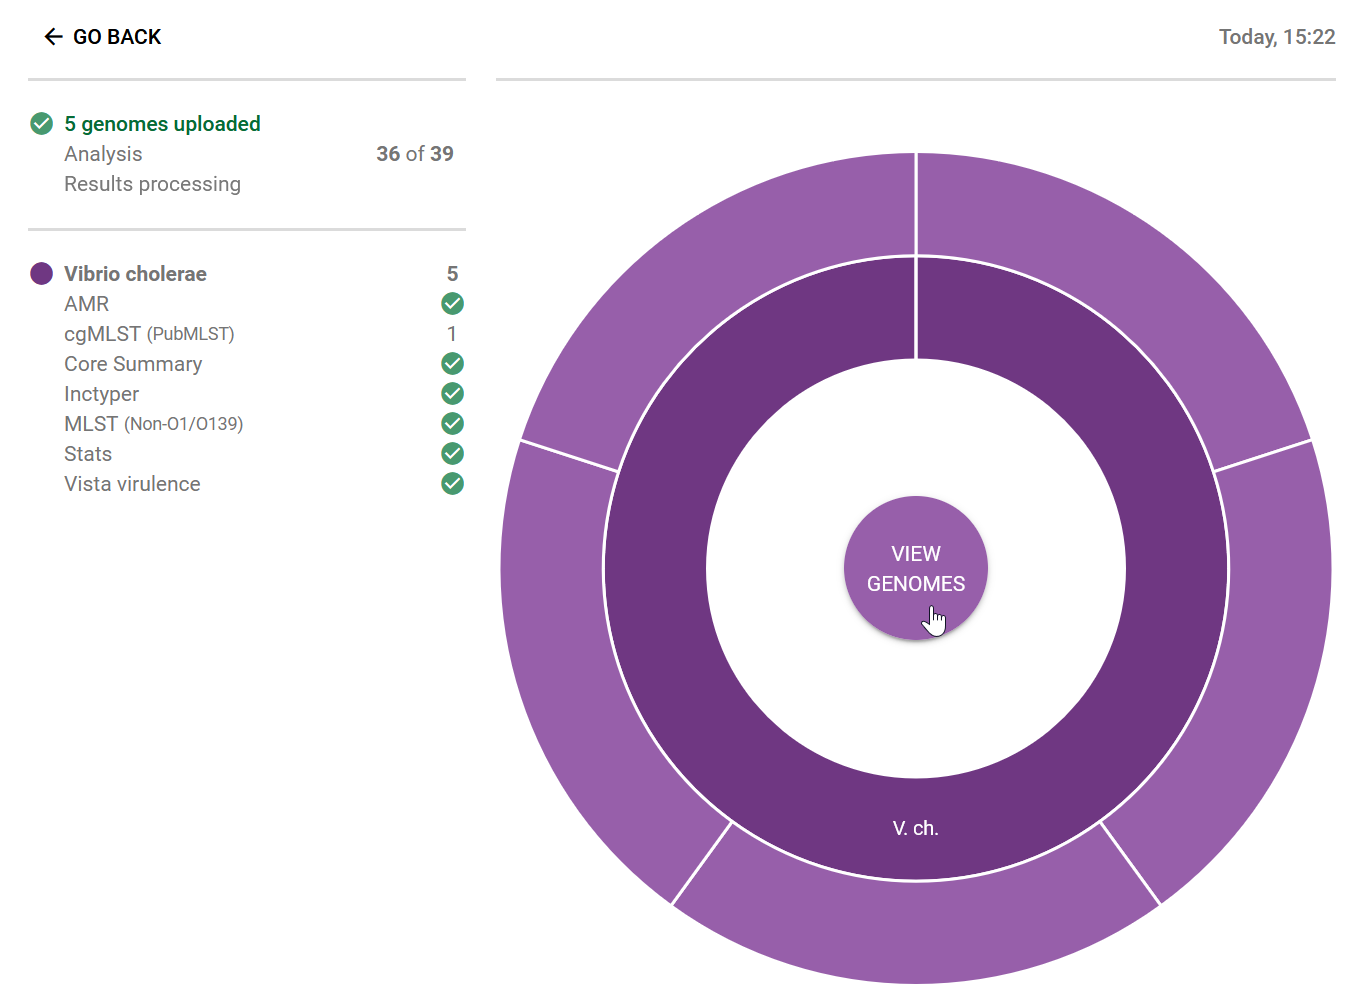 GO BACK
Today, 15:22
5 genomes uploaded
Analysis 36 of 39
Results processing
Vibrio cholerae 5
AMR
cgMLST (PubMLST) 1
Core Summary
Inctyper
MLST (Non-O1/O139)
Stats
Vista virulence
VIEW
GENOMES
V. ch.